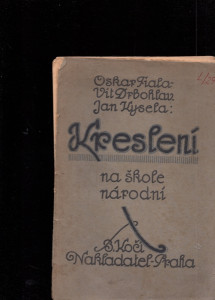 Oskar Fiala:
Vít Drbohlav
Jan Kysela:
Kreslení
na škole
národní
B. Kočí
Nakladatel-Praha